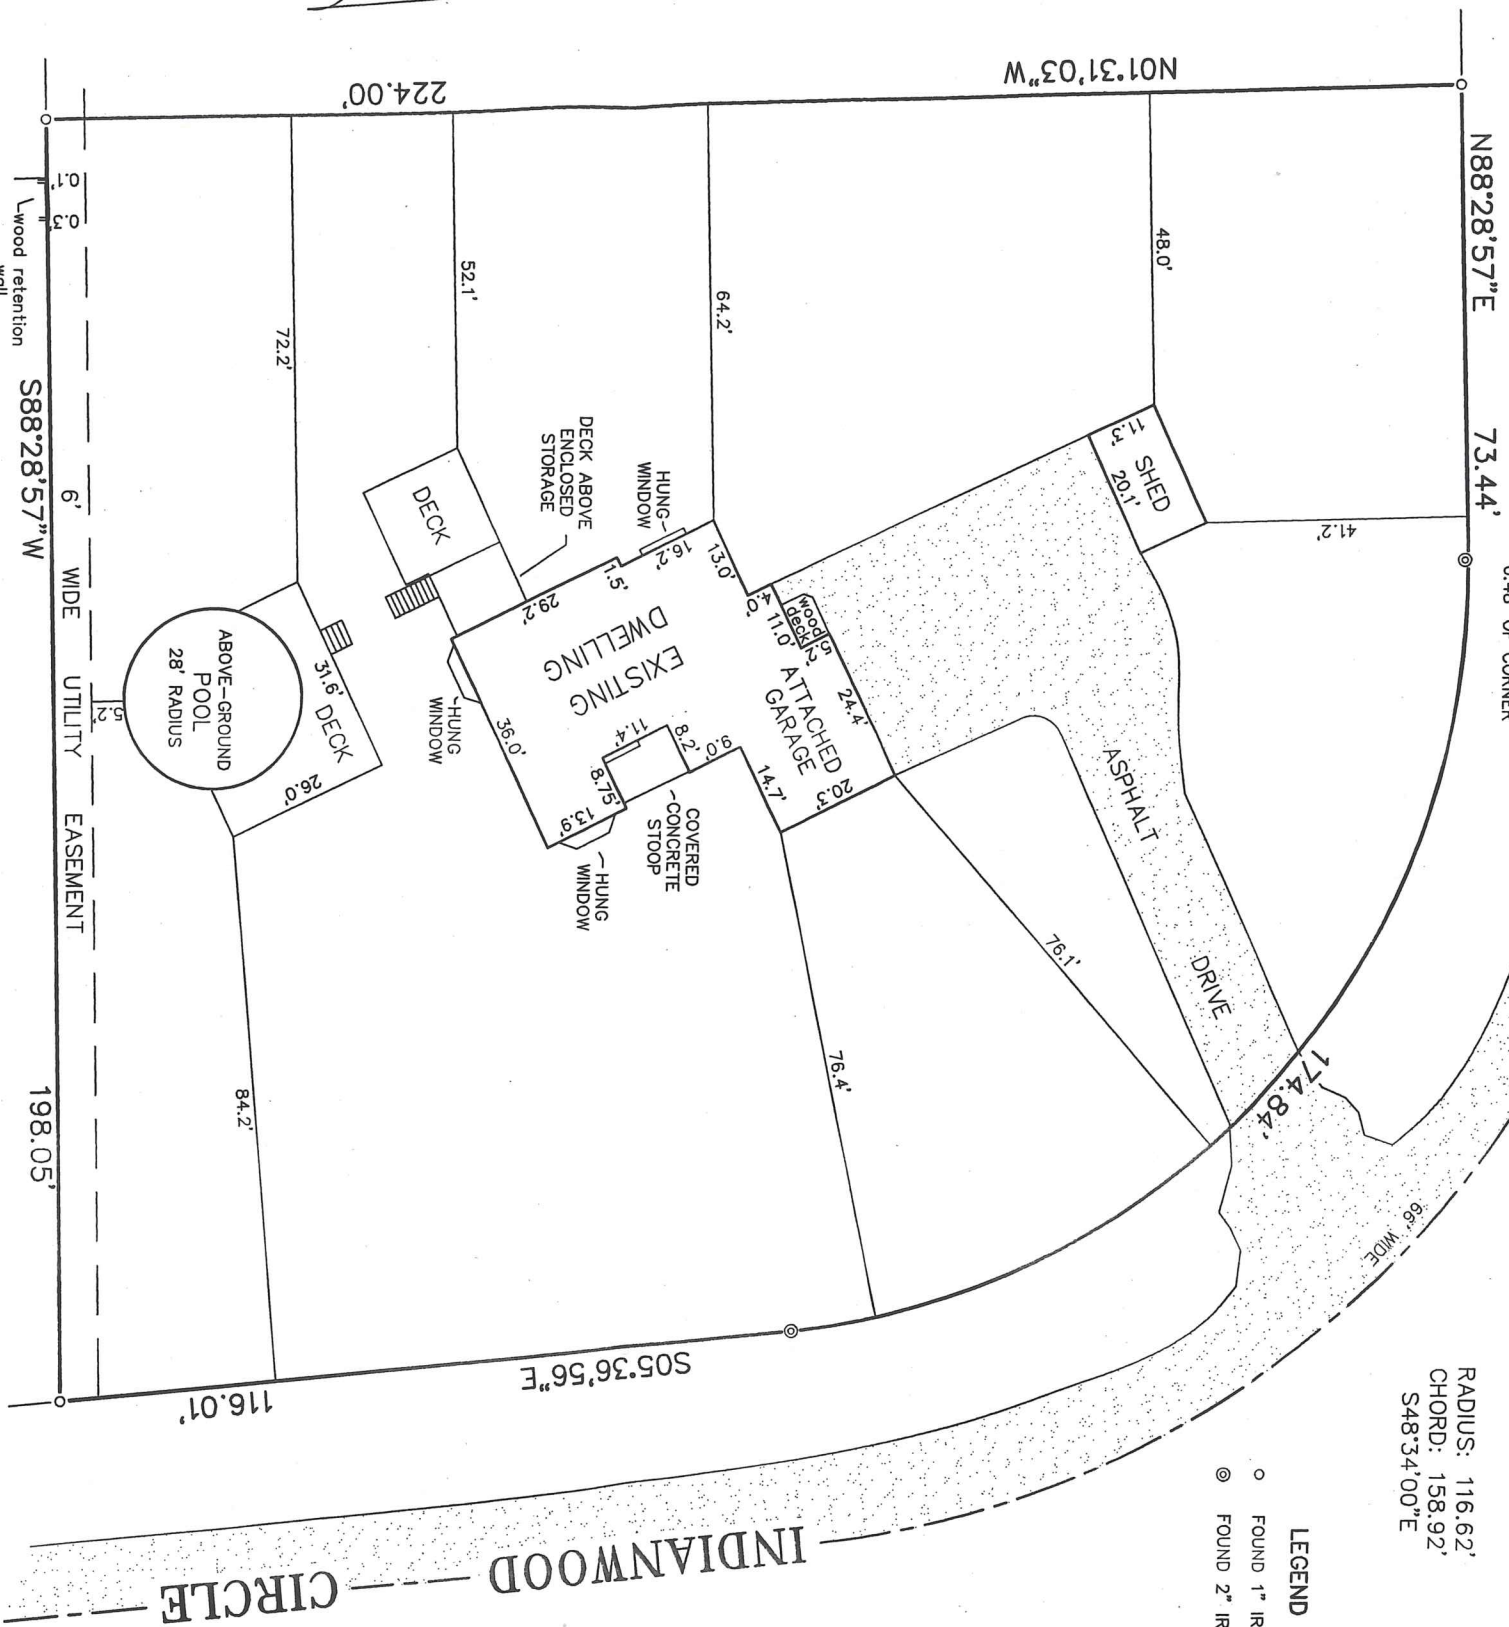 N01°31'03"W
224.00'
N88°28'57"E
73.44'
48.0'
41.2'
11.3'
SHED
20.1'
64.2'
52.1'
72.2'
0.1'
0.3'
wood retention
S88°28'57"W
198.05'
6' WIDE UTILITY EASEMENT
DECK ABOVE
ENCLOSED
STORAGE
HUNG
WINDOW
DECK
16.2'
13.0'
1.5'
29.2'
4.0'
11.0'
wood
deck
5.2'
24.4'
ATTACHED
GARAGE
20.3'
14.7'
9.0'
8.2'
11.4'
8.75'
13.9'
36.0'
EXISTING
DWELLING
HUNG
WINDOW
COVERED
CONCRETE
STOOP
HUNG
WINDOW
ABOVE-GROUND
POOL
28' RADIUS
5.2'
31.6'
DECK
26.0'
84.2'
76.4'
76.1'
ASPHALT
DRIVE
174.84'
66' WIDE
S05°36'56"E
116.01'
INDIANWOOD CIRCLE
RADIUS: 116.62'
CHORD: 158.92'
S48°34'00"E
LEGEND
FOUND 1" IR
FOUND 2" IR